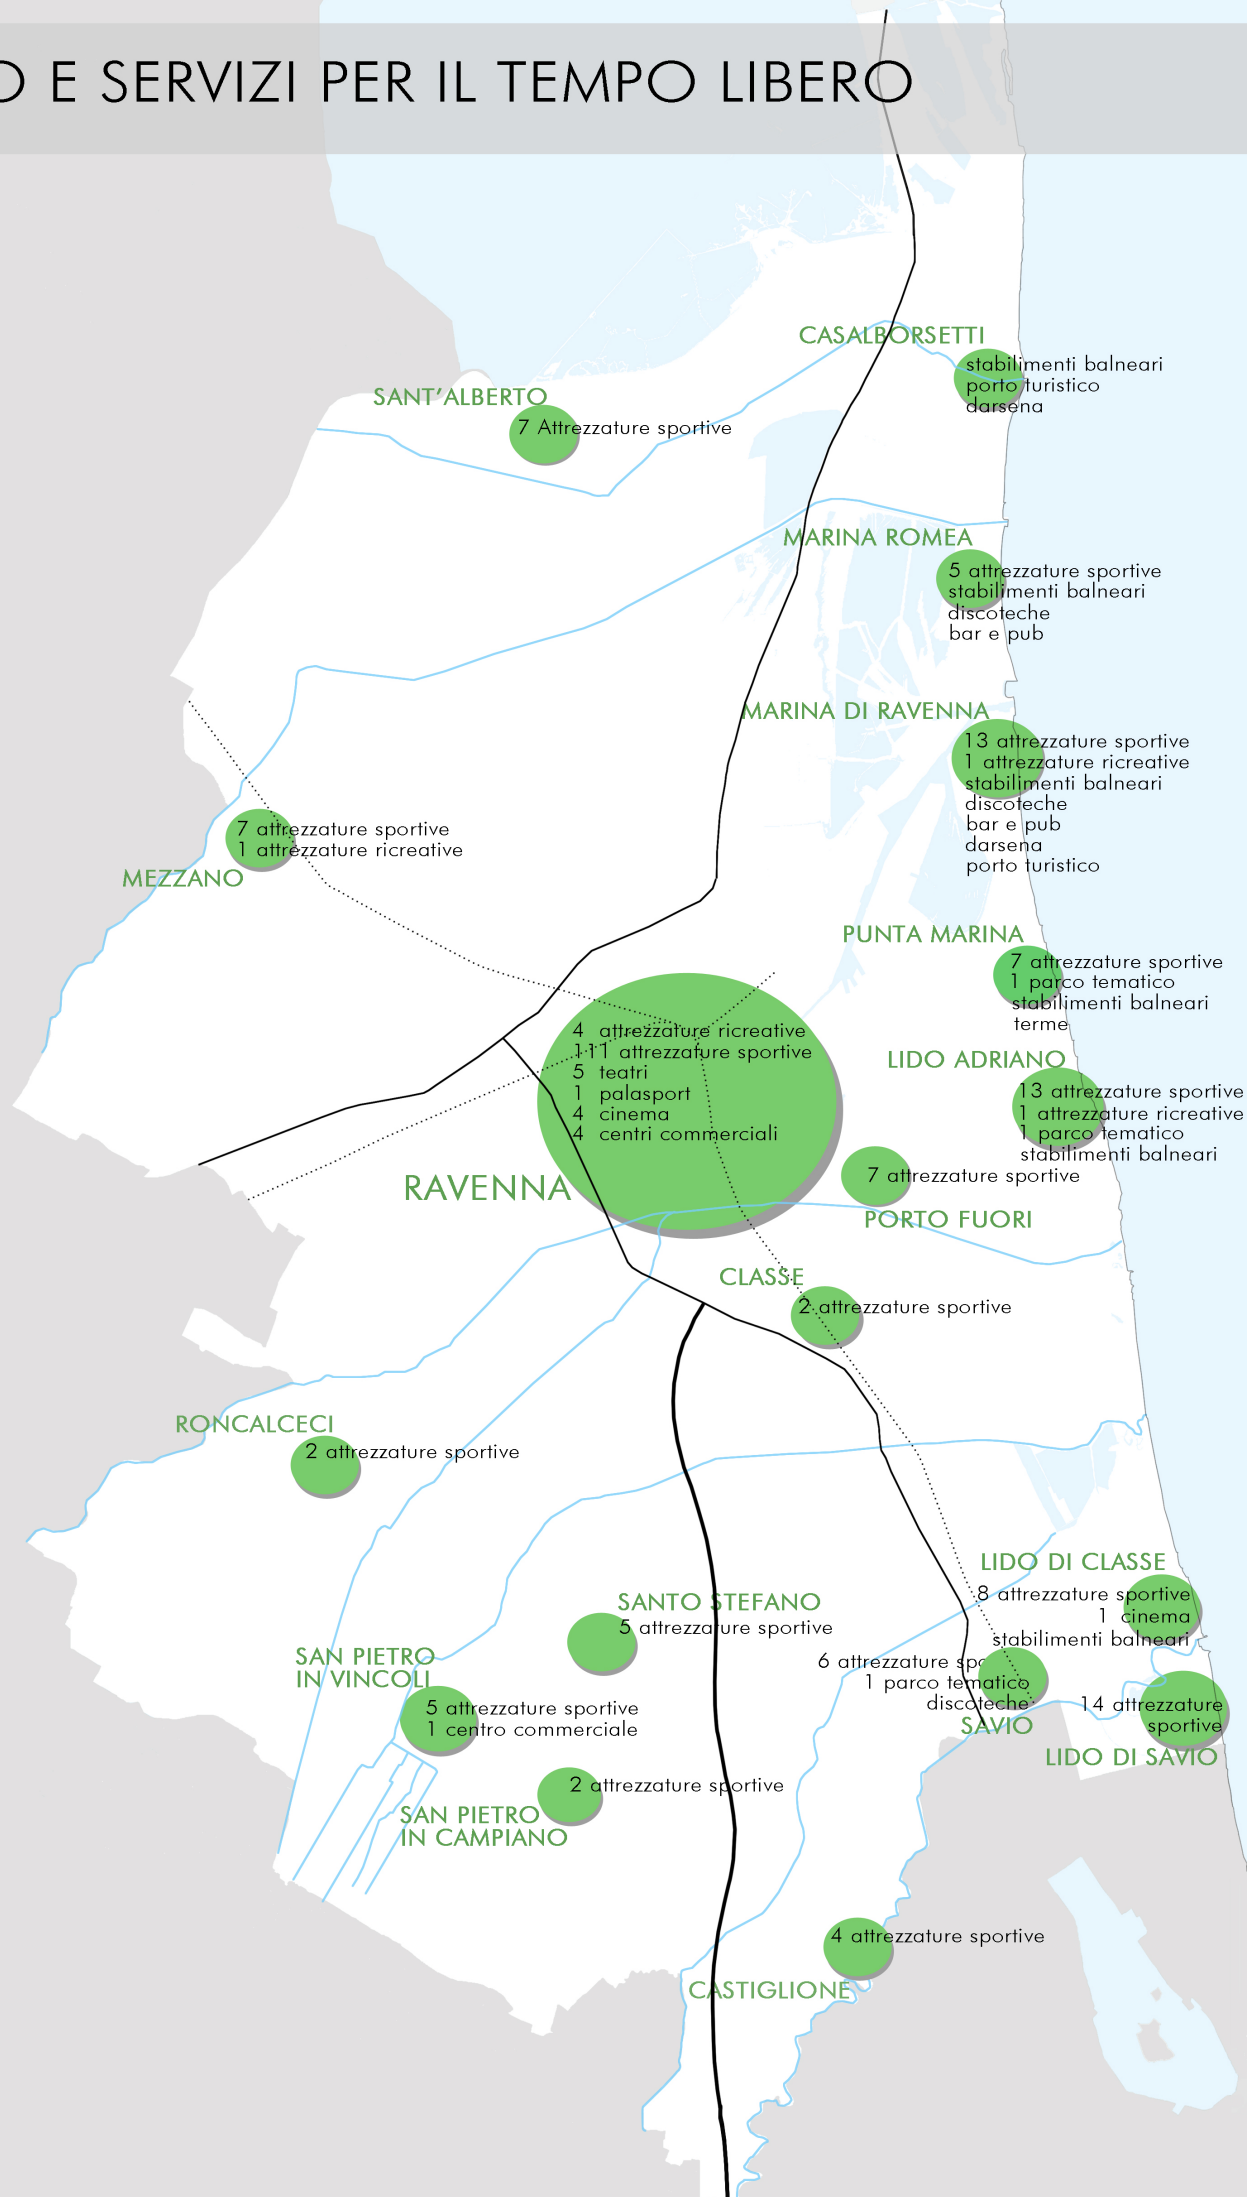 O E SERVIZI PER IL TEMPO LIBERO
CASALBORSETTI
stabilimenti balneari
porto turistico
darsena
SANT'ALBERTO
7 Attrezzature sportive
MARINA ROMEA
5 attrezzature sportive
stabilimenti balneari
discoteche
bar e pub
MARINA DI RAVENNA
13 attrezzature sportive
1 attrezzature ricreative
stabilimenti balneari
discoteche
bar e pub
darsena
porto turistico
7 attrezzature sportive
1 attrezzature ricreative
MEZZANO
PUNTA MARINA
7 attrezzature sportive
1 parco tematico
stabilimenti balneari
terme
4 attrezzature ricreative
111 attrezzature sportive
5 teatri
1 palasport
4 cinema
4 centri commerciali
RAVENNA
LIDO ADRIANO
13 attrezzature sportive
1 attrezzature ricreative
1 parco tematico
stabilimenti balneari
7 attrezzature sportive
PORTO FUORI
CLASSE
2 attrezzature sportive
RONCALCECI
2 attrezzature sportive
LIDO DI CLASSE
8 attrezzature sportive
1 cinema
stabilimenti balneari
SANTO STEFANO
5 attrezzature sportive
SAN PIETRO
IN VINCOLI
5 attrezzature sportive
1 centro commerciale
6 attrezzature spo
1 parco tematico
discoteche
SAVIO
14 attrezzature
sportive
LIDO DI SAVIO
2 attrezzature sportive
SAN PIETRO
IN CAMPIANO
4 attrezzature sportive
CASTIGLIONE